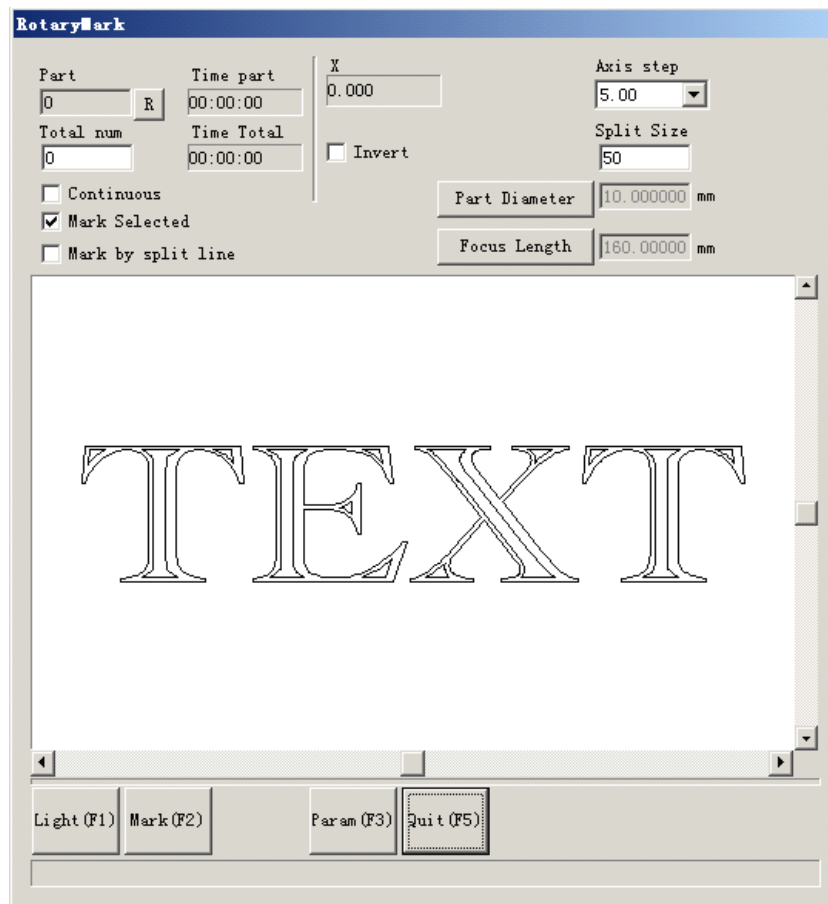 RotaryMark
Part Time part X Axis step
0 R 00:00:00 0.000 5.00
Total num Time Total Split Size
0 00:00:00 Invert 50
Continuous Part Diameter 10.000000 mm
Mark Selected
Mark by split line Focus Length 160.00000 mm
TEXT
Light(F1) Mark(F2) Param(F3) Quit(F5)